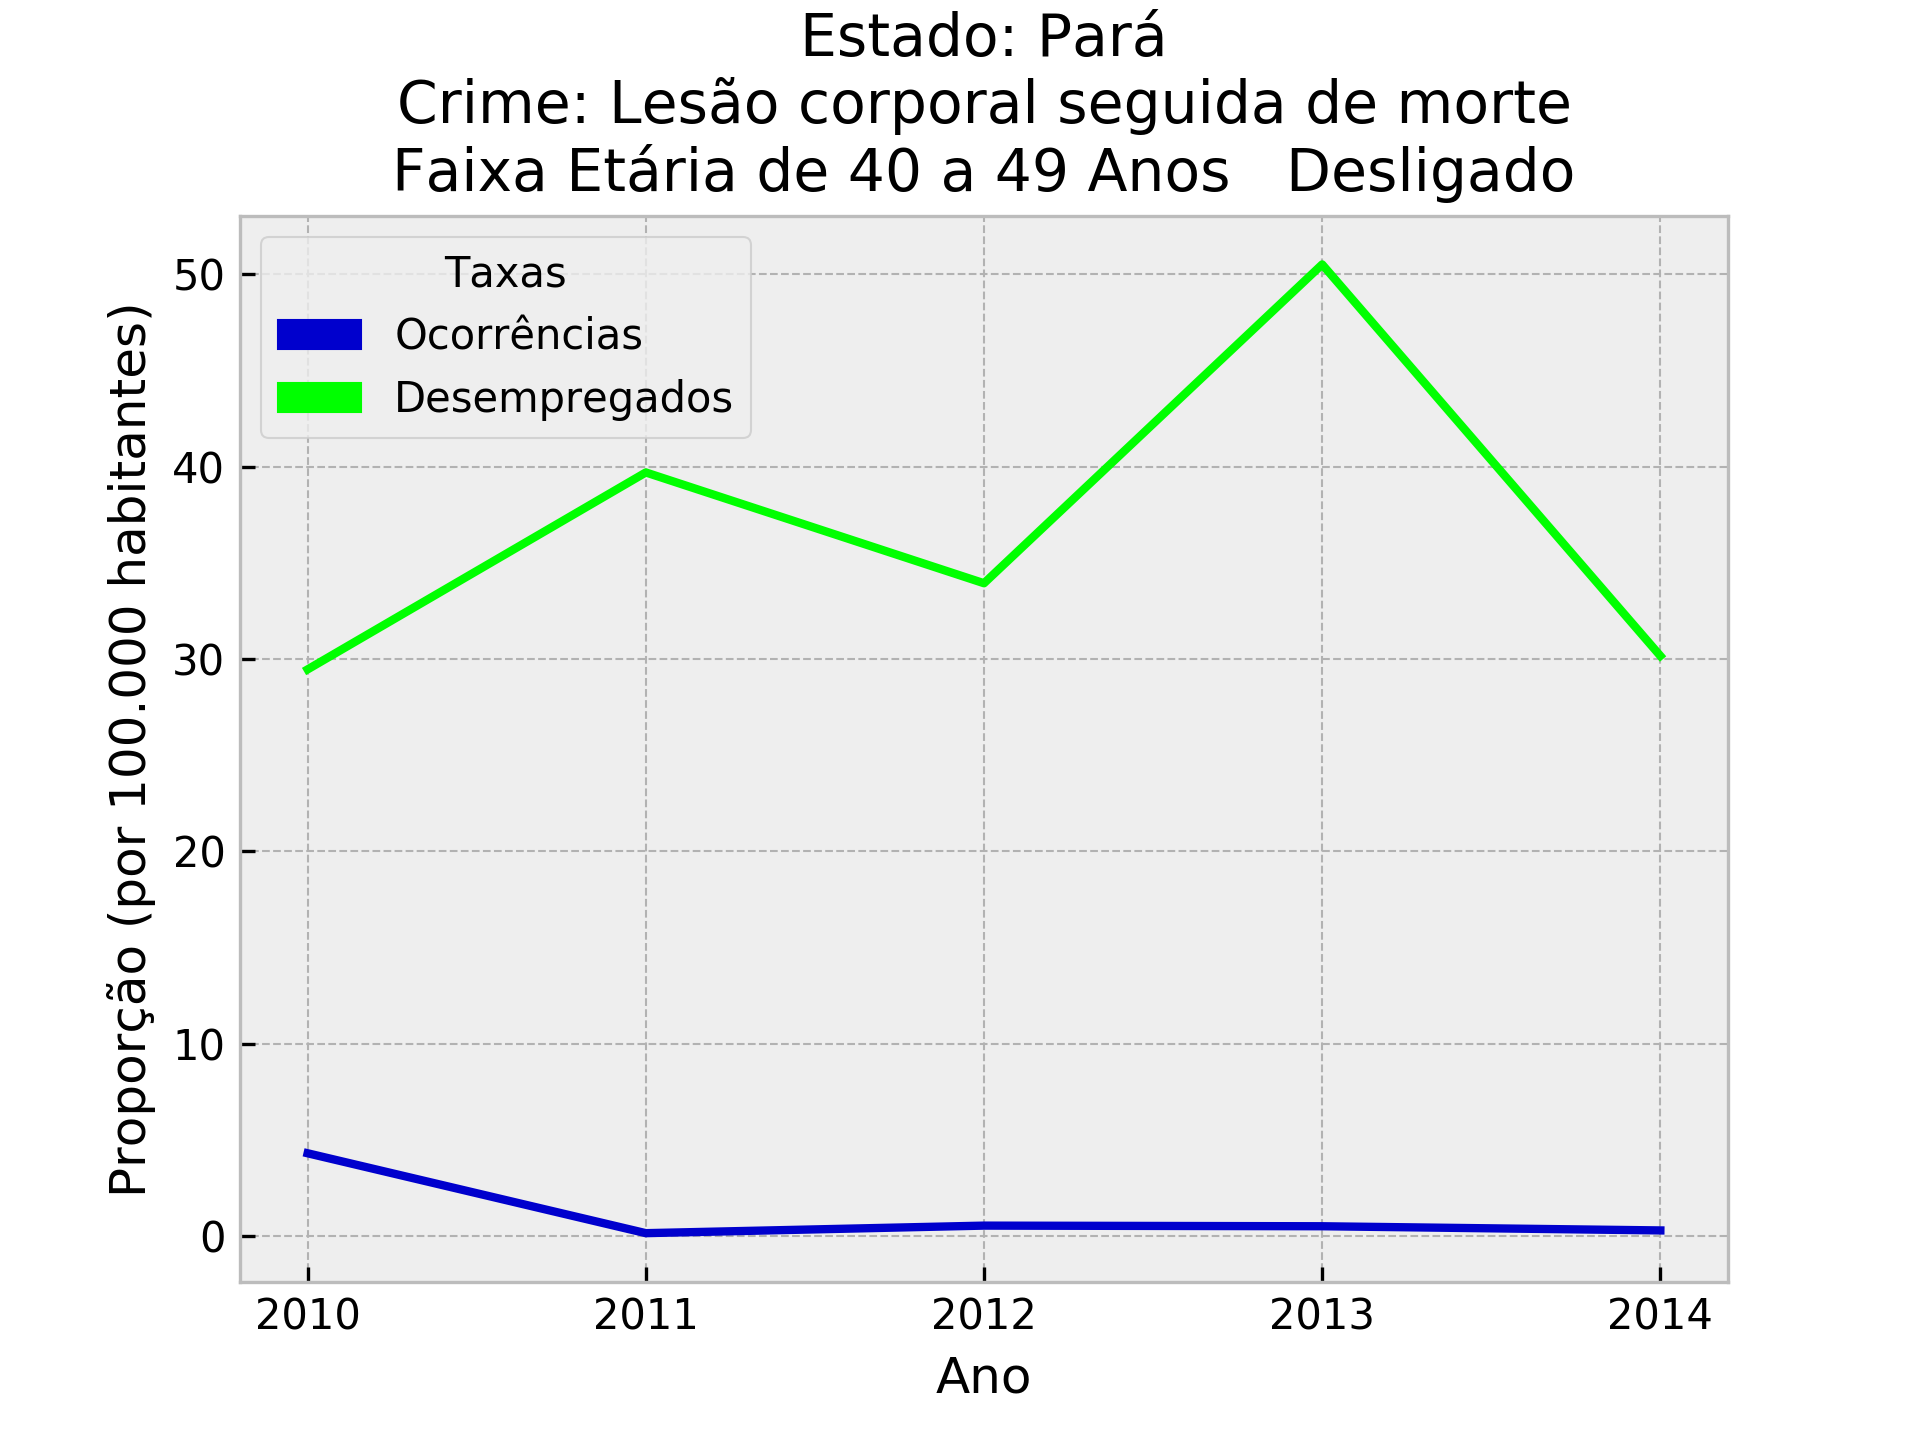 Estado: Pará
Crime: Lesão corporal seguida de morte
Faixa Etária de 40 a 49 Anos   Desligado
Taxas
Ocorrências
Desempregados
Proporção (por 100.000 habitantes)
50
40
30
20
10
0
2010 2011 2012 2013 2014
Ano